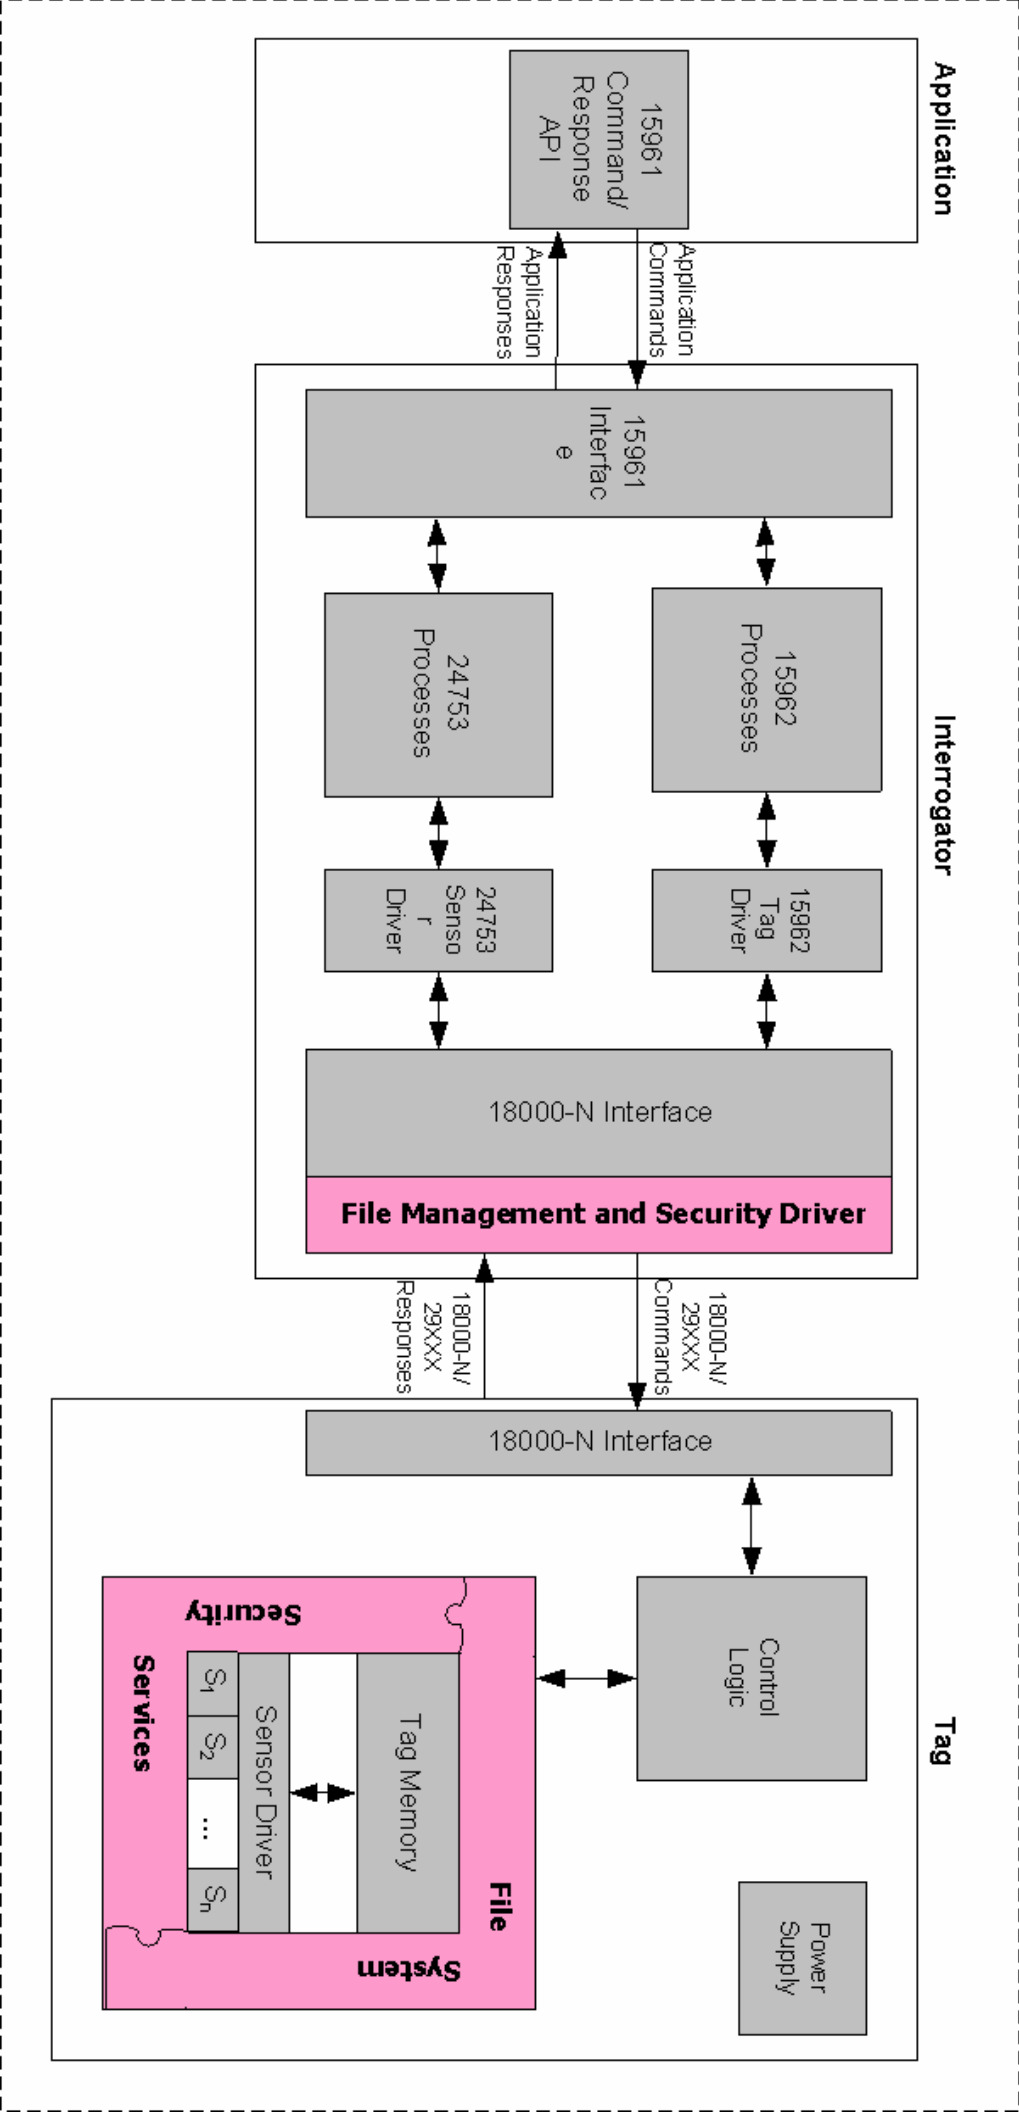 Application
15961
Command/
Response
API
Application
Commands
Application
Responses
Interrogator
15961
Interfac
e
15962
Processes
24753
Processes
15962
Tag
Driver
24753
Senso
r
Driver
18000-N Interface
File Management and Security Driver
18000-N/
29XXX
Commands
18000-N/
29XXX
Responses
Tag
18000-N Interface
Control
Logic
Power
Supply
File
System
Security
Services
Tag Memory
Sensor Driver
S1
S2
...
Sn